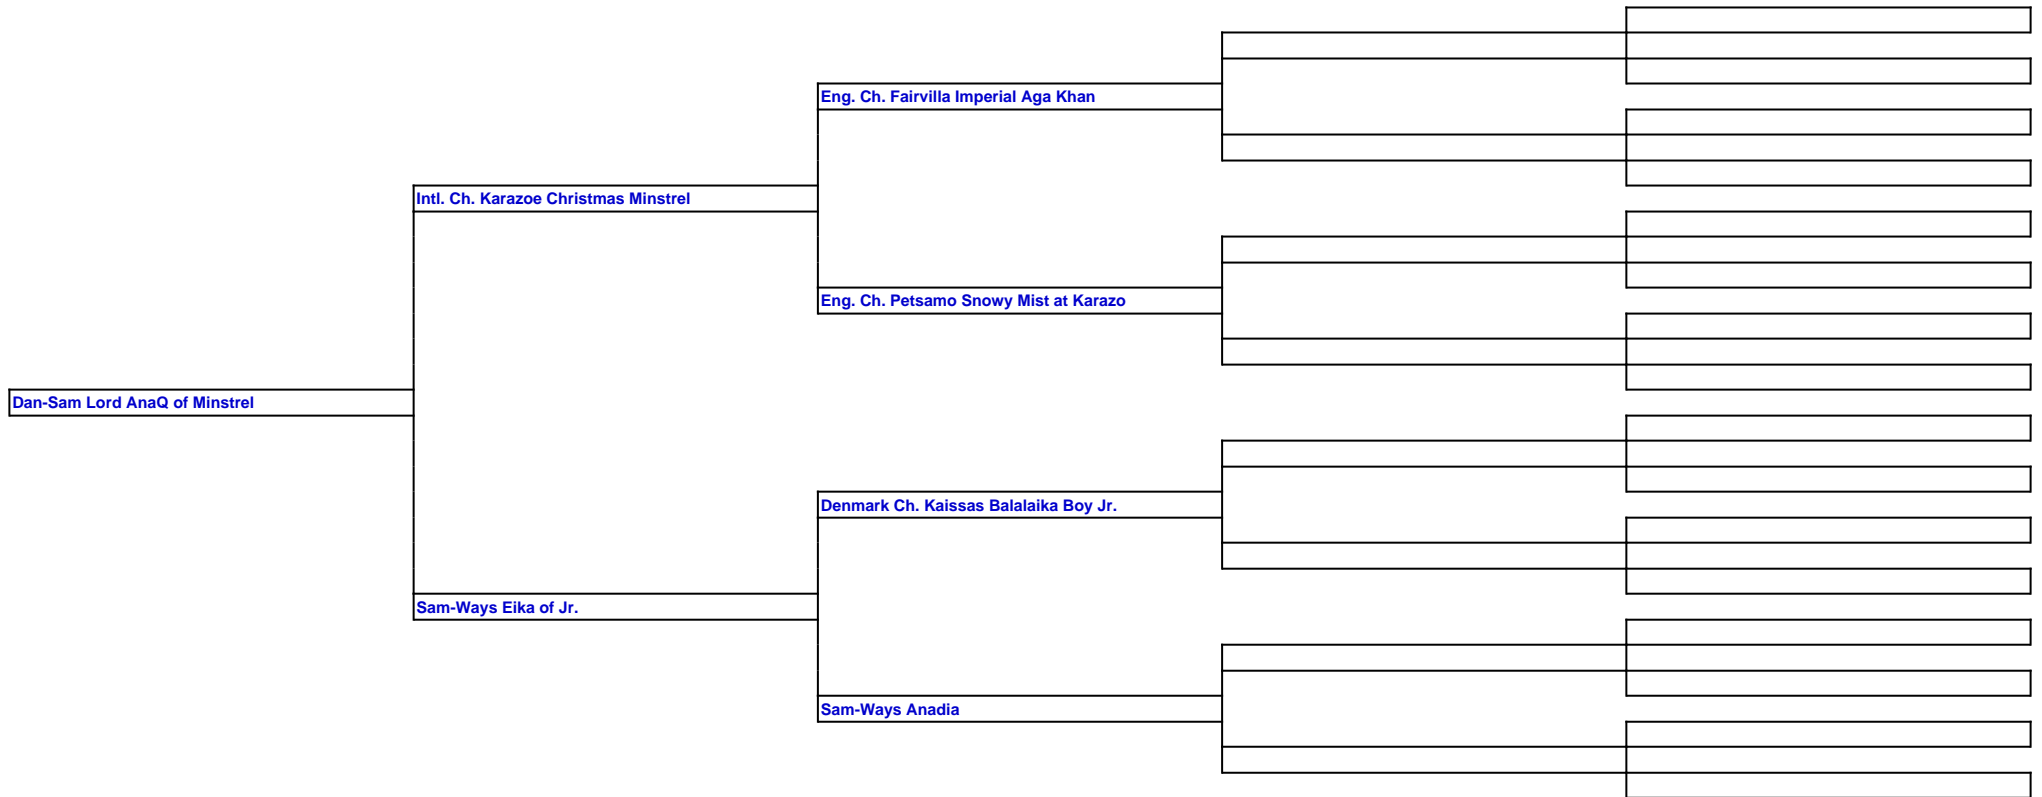 Eng. Ch. Fairvilla Imperial Aga Khan
Intl. Ch. Karazoe Christmas Minstrel
Eng. Ch. Petsamo Snowy Mist at Karazo
Dan-Sam Lord AnaQ of Minstrel
Denmark Ch. Kaissas Balalaika Boy Jr.
Sam-Ways Eika of Jr.
Sam-Ways Anadia